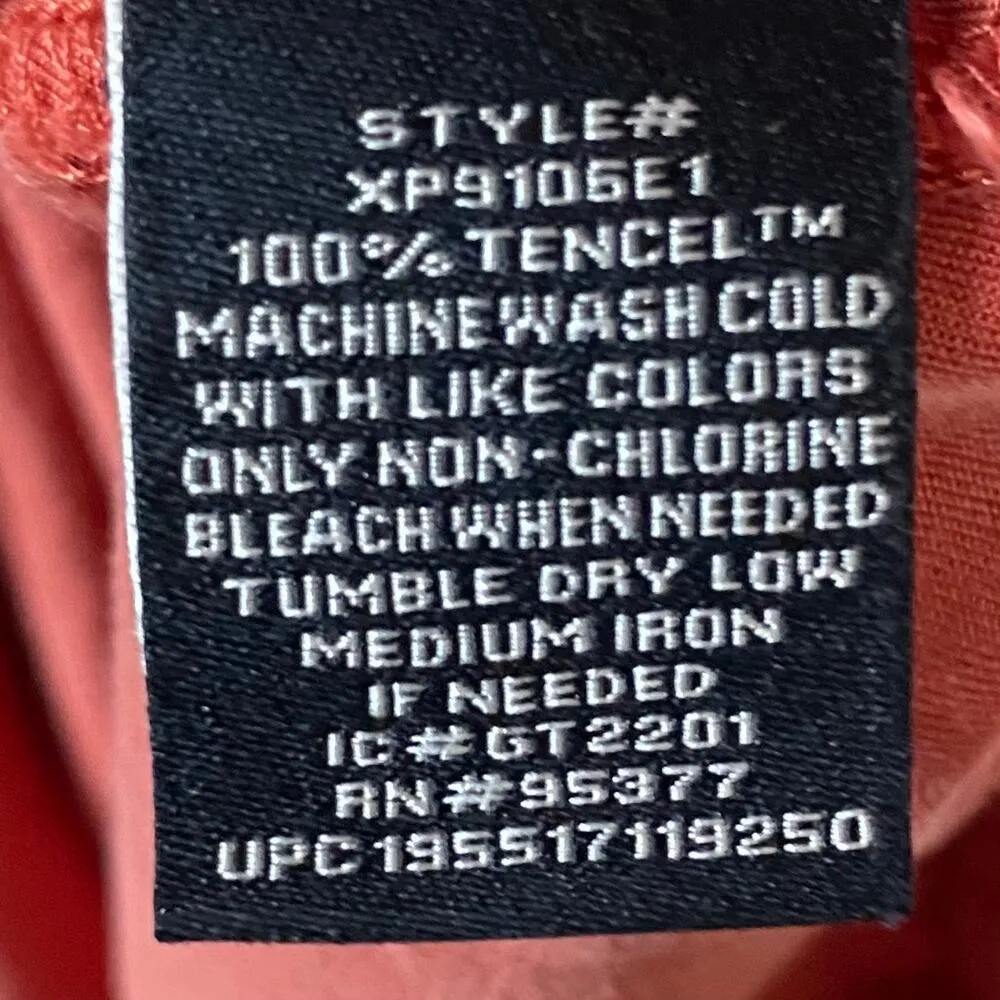 STYLE#
XP9106E1
100% TENCEL™
MACHINE WASH COLD
WITH LIKE COLORS
ONLY NON-CHLORINE
BLEACH WHEN NEEDED
TUMBLE DRY LOW
MEDIUM IRON
IF NEEDED
IC#GT2201
RN#95377
UPC195517119250